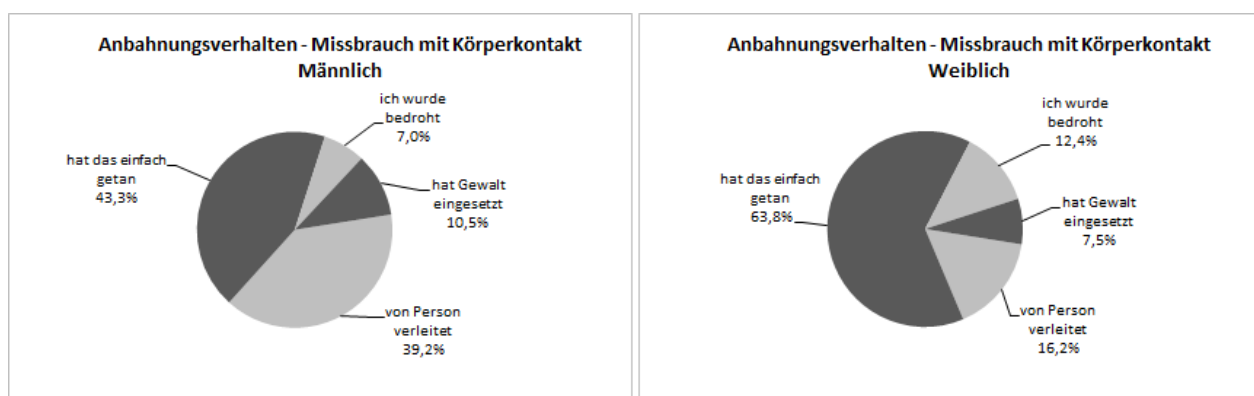 Anbahnungsverhalten - Missbrauch mit Körperkontakt
Männlich
ich wurde
bedroht
7,0%
hat das einfach
getan
43,3%
hat Gewalt
eingesetzt
10,5%
von Person
verleitet
39,2%
Anbahnungsverhalten - Missbrauch mit Körperkontakt
Weiblich
ich wurde
bedroht
12,4%
hat das einfach
getan
63,8%
hat Gewalt
eingesetzt
7,5%
von Person
verleitet
16,2%